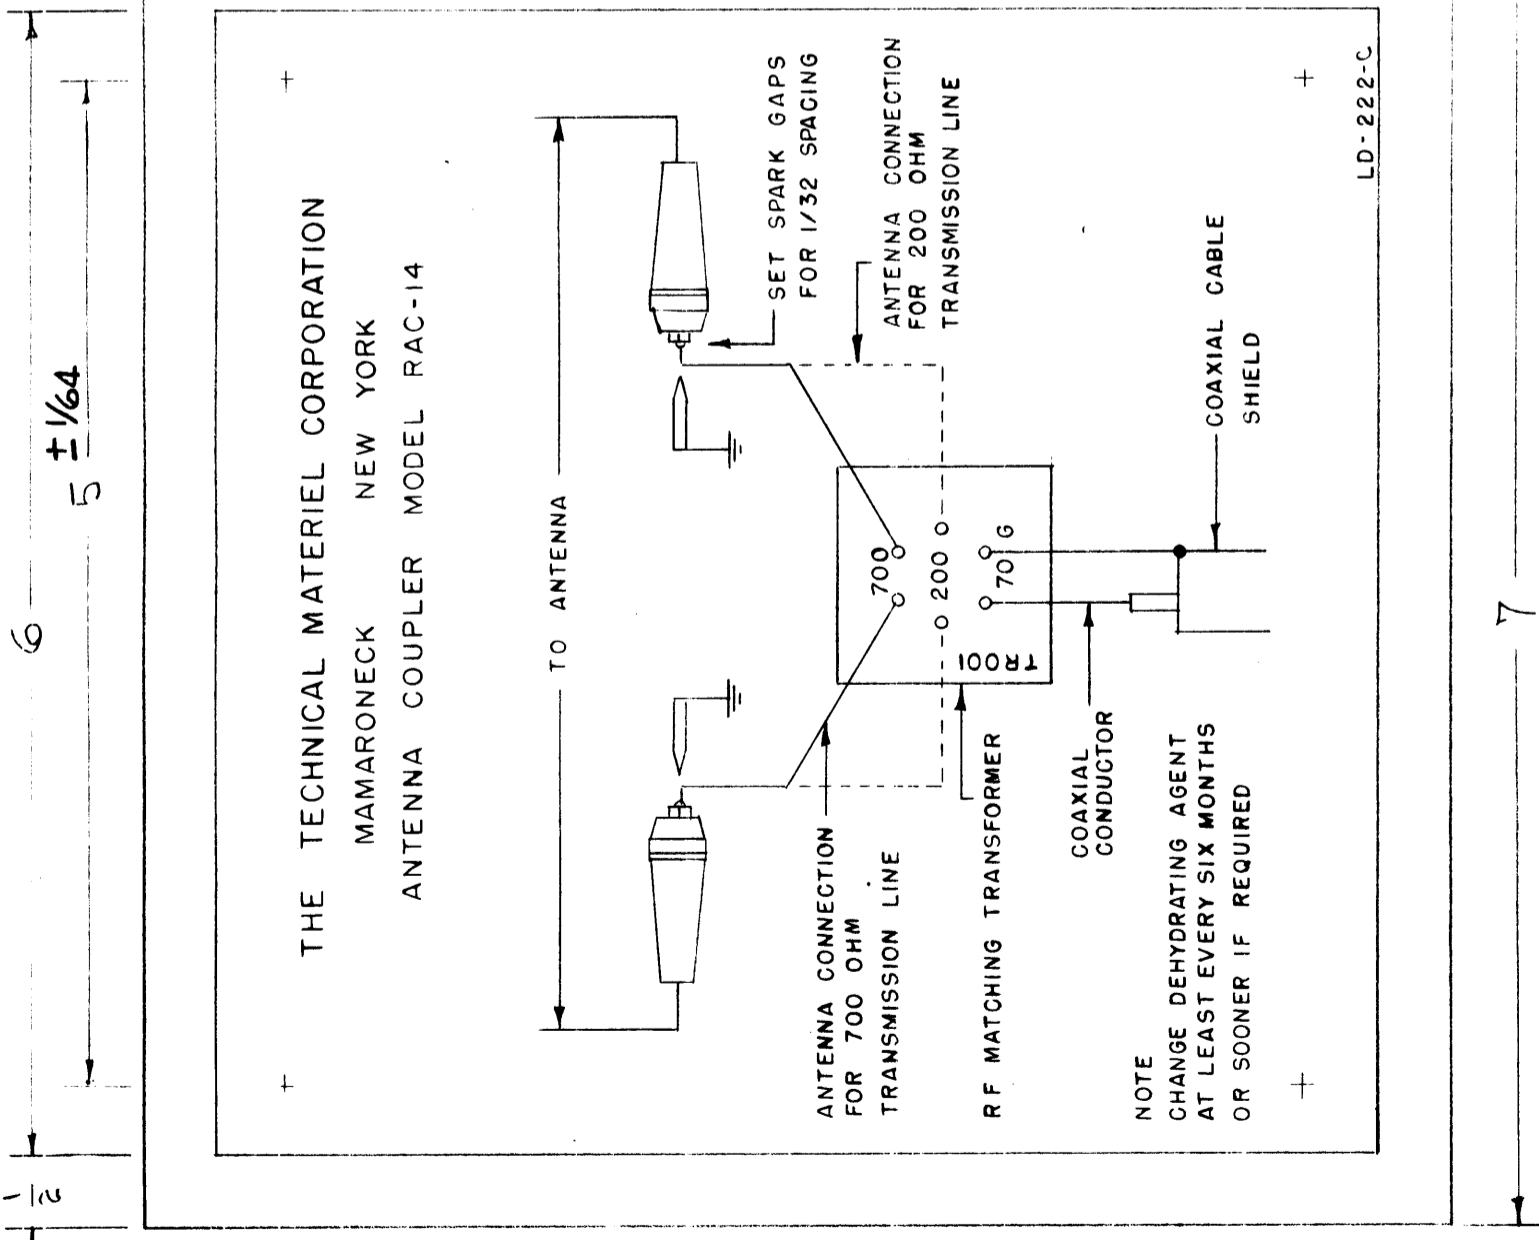 THE TECHNICAL MATERIEL CORPORATION
MAMARONECK NEW YORK
ANTENNA COUPLER MODEL RAC-14
TO ANTENNA
SET SPARK GAPS
FOR 1/32 SPACING
ANTENNA CONNECTION
FOR 700 OHM
TRANSMISSION LINE
ANTENNA CONNECTION
FOR 200 OHM
TRANSMISSION LINE
700
200
70 G
TR001
RF MATCHING TRANSFORMER
COAXIAL
CONDUCTOR
COAXIAL CABLE
SHIELD
NOTE
CHANGE DEHYDRATING AGENT
AT LEAST EVERY SIX MONTHS
OR SOONER IF REQUIRED
LD-222-C
6
5 ± 1/64
1/2
7